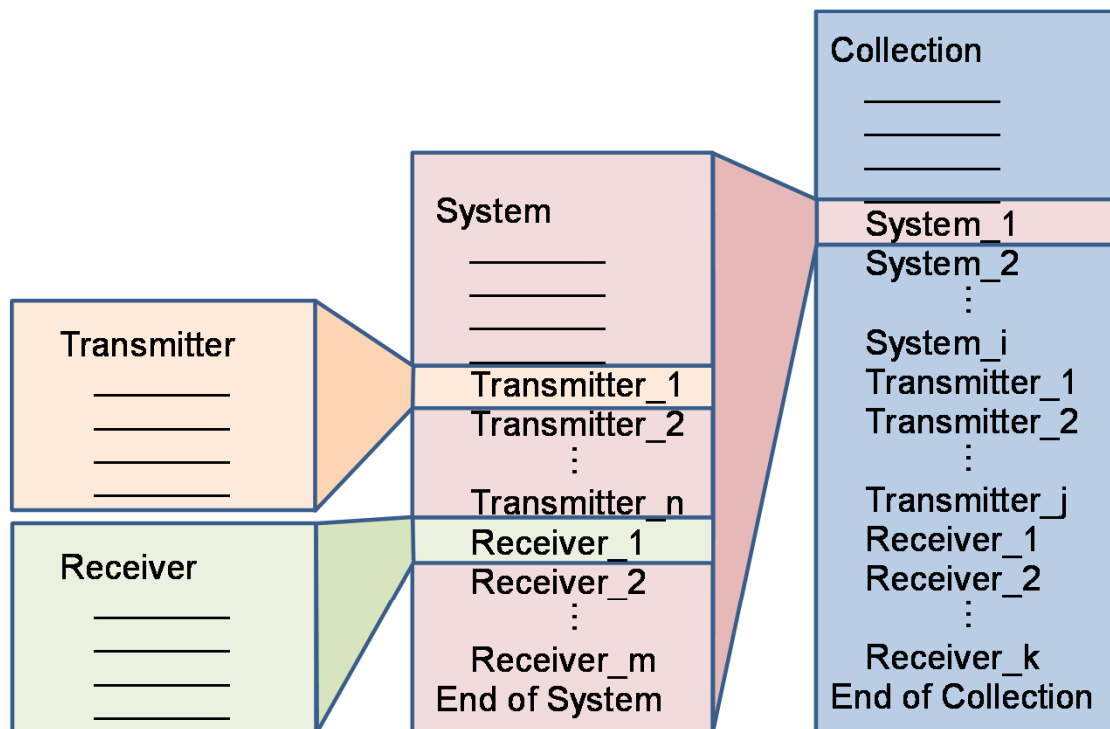 Transmitter
Receiver
System
Transmitter_1
Transmitter_2
⋮
Transmitter_n
Receiver_1
Receiver_2
⋮
Receiver_m
End of System
Collection
System_1
System_2
⋮
System_i
Transmitter_1
Transmitter_2
⋮
Transmitter_j
Receiver_1
Receiver_2
⋮
Receiver_k
End of Collection